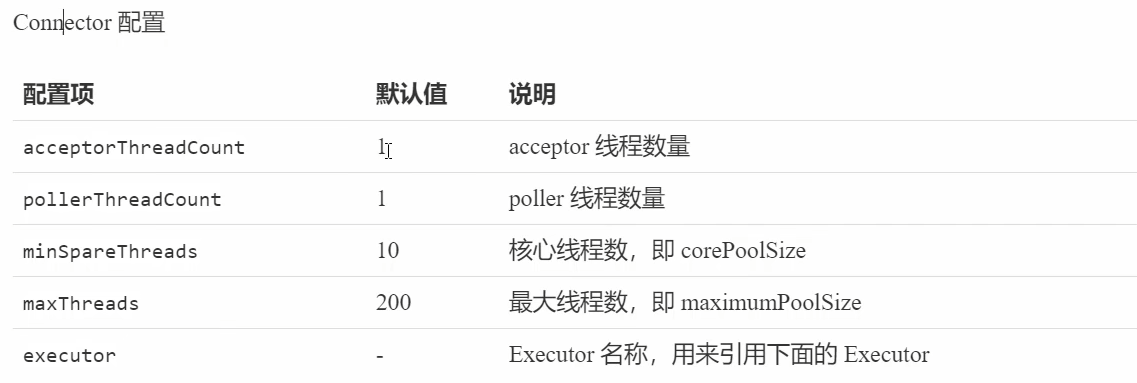 Connector 配置
配置项 默认值 说明
acceptorThreadCount 1 acceptor 线程数量
pollerThreadCount 1 poller 线程数量
minSpareThreads 10 核心线程数，即 corePoolSize
maxThreads 200 最大线程数，即 maximumPoolSize
executor - Executor 名称，用来引用下面的 Executor